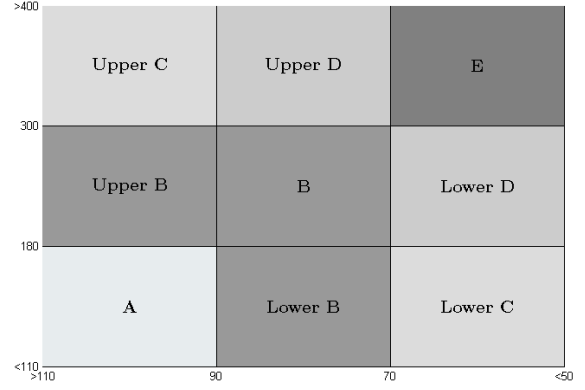 >400
Upper C Upper D E
300
Upper B B Lower D
180
A Lower B Lower C
<110
>110 90 70 <50